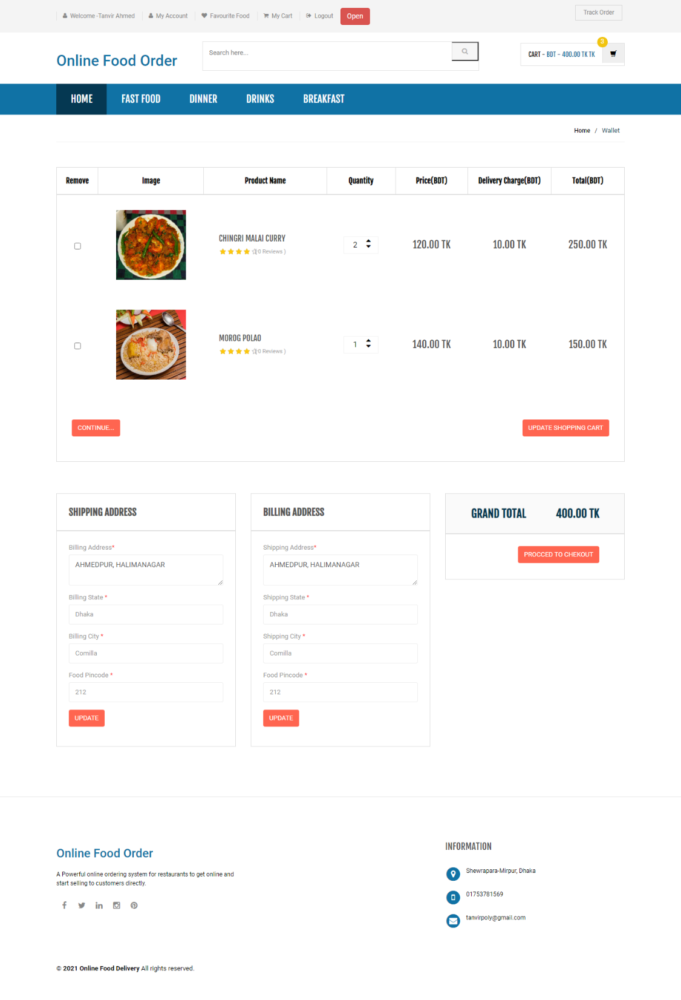 Welcome -Tanvir Ahmed My Account Favourite Food My Cart Logout Open Track Order
Online Food Order
Search here...
3
CART - BDT - 400.00 TK TK
HOME FAST FOOD DINNER DRINKS BREAKFAST
Home / Wallet
Remove Image Product Name Quantity Price(BDT) Delivery Charge(BDT) Total(BDT)
CHINGRI MALAI CURRY
(0 Reviews )
2 120.00 TK 10.00 TK 250.00 TK
MOROG POLAO
(0 Reviews )
1 140.00 TK 10.00 TK 150.00 TK
CONTINUE... UPDATE SHOPPING CART
SHIPPING ADDRESS
Billing Address*
AHMEDPUR, HALIMANAGAR
Billing State *
Dhaka
Billing City *
Comilla
Food Pincode *
212
UPDATE
BILLING ADDRESS
Shipping Address*
AHMEDPUR, HALIMANAGAR
Shipping State *
Dhaka
Shipping City *
Comilla
Food Pincode *
212
UPDATE
GRAND TOTAL 400.00 TK
PROCCED TO CHEKOUT
Online Food Order
A Powerful online ordering system for restaurants to get online and
start selling to customers directly.
INFORMATION
Shewrapara-Mirpur, Dhaka
01753781569
tanvirpoly@gmail.com
© 2021 Online Food Delivery All rights reserved.